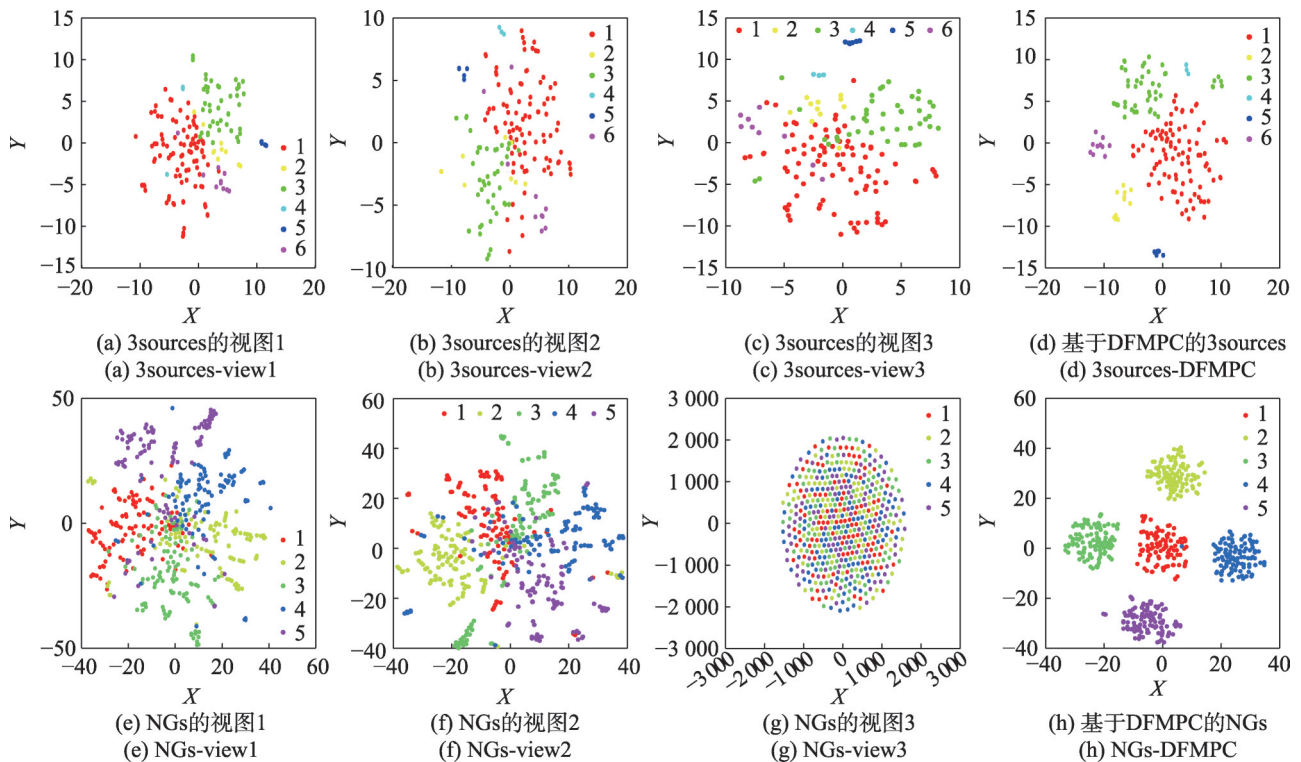 15
10
5
0
−5
−10
−15
Y
−20 −10 0 10 20
X
1
2
3
4
5
6
(a) 3sources的视图1
(a) 3sources-view1
10
5
0
−5
−10
Y
−20 −10 0 10 20
X
1
2
3
4
5
6
(b) 3sources的视图2
(b) 3sources-view2
15
10
5
0
−5
−10
−15
Y
−10 −5 0 5 10
X
1 2 3 4 5 6
(c) 3sources的视图3
(c) 3sources-view3
15
10
5
0
−5
−10
−15
Y
−20 −10 0 10 20
X
1
2
3
4
5
6
(d) 基于DFMPC的3sources
(d) 3sources-DFMPC
50
0
−50
Y
−40 −20 0 20 40 60
X
1
2
3
4
5
(e) NGs的视图1
(e) NGs-view1
60
40
20
0
−20
−40
Y
−40 −20 0 20 40
X
1 2 3 4 5
(f) NGs的视图2
(f) NGs-view2
3 000
2 000
1 000
0
−1 000
−2 000
−3 000
Y
−3 000 −2 000 −1 000 0 1 000 2 000 3 000
X
1
2
3
4
5
(g) NGs的视图3
(g) NGs-view3
60
40
20
0
−20
−40
Y
−40 −20 0 20 40
X
1
2
3
4
5
(h) 基于DFMPC的NGs
(h) NGs-DFMPC